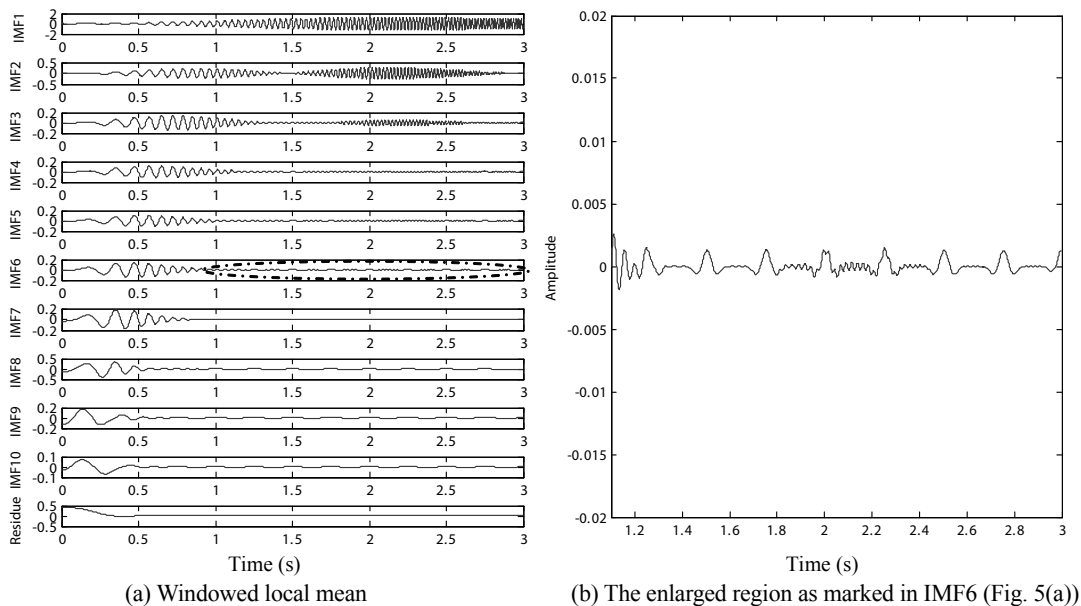 IMF1
2
0
-2
0 0.5 1 1.5 2 2.5 3
IMF2
0.5
0
-0.5
0 0.5 1 1.5 2 2.5 3
IMF3
0.2
0
-0.2
0 0.5 1 1.5 2 2.5 3
IMF4
0.2
0
-0.2
0 0.5 1 1.5 2 2.5 3
IMF5
0.2
0
-0.2
0 0.5 1 1.5 2 2.5 3
IMF6
0.2
0
-0.2
0 0.5 1 1.5 2 2.5 3
IMF7
0.2
0
-0.2
0 0.5 1 1.5 2 2.5 3
IMF8
0.5
0
-0.5
0 0.5 1 1.5 2 2.5 3
IMF9
0.2
0
-0.2
0 0.5 1 1.5 2 2.5 3
IMF10
0.1
0
-0.1
0 0.5 1 1.5 2 2.5 3
Residue
0.5
0
-0.5
0 0.5 1 1.5 2 2.5 3
Time (s)
(a) Windowed local mean
Amplitude
0.02
0.015
0.01
0.005
0
-0.005
-0.01
-0.015
-0.02
1.2 1.4 1.6 1.8 2 2.2 2.4 2.6 2.8 3
Time (s)
(b) The enlarged region as marked in IMF6 (Fig. 5(a))